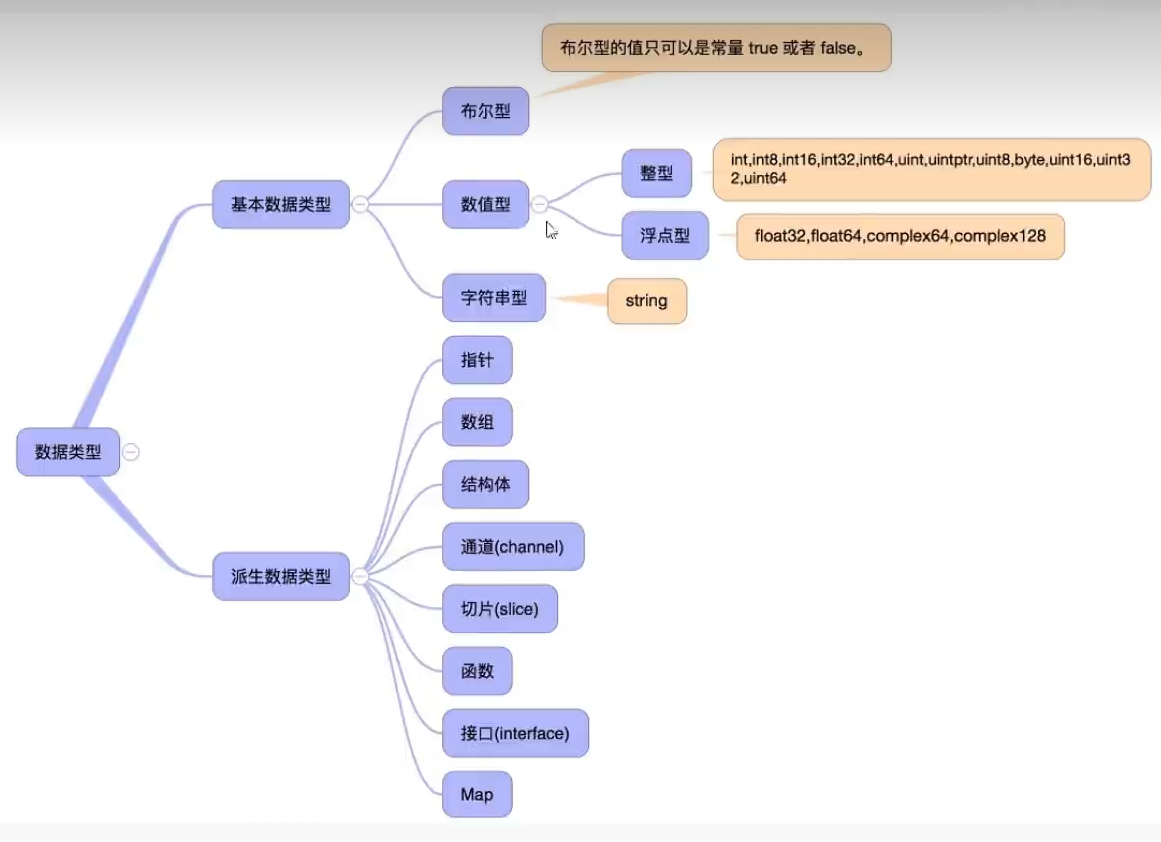 布尔型的值只可以是常量 true 或者 false。
布尔型
整型
int,int8,int16,int32,int64,uint,uintptr,uint8,byte,uint16,uint3
2,uint64
基本数据类型
数值型
浮点型
float32,float64,complex64,complex128
字符串型
string
指针
数组
数据类型
结构体
通道(channel)
派生数据类型
切片(slice)
函数
接口(interface)
Map